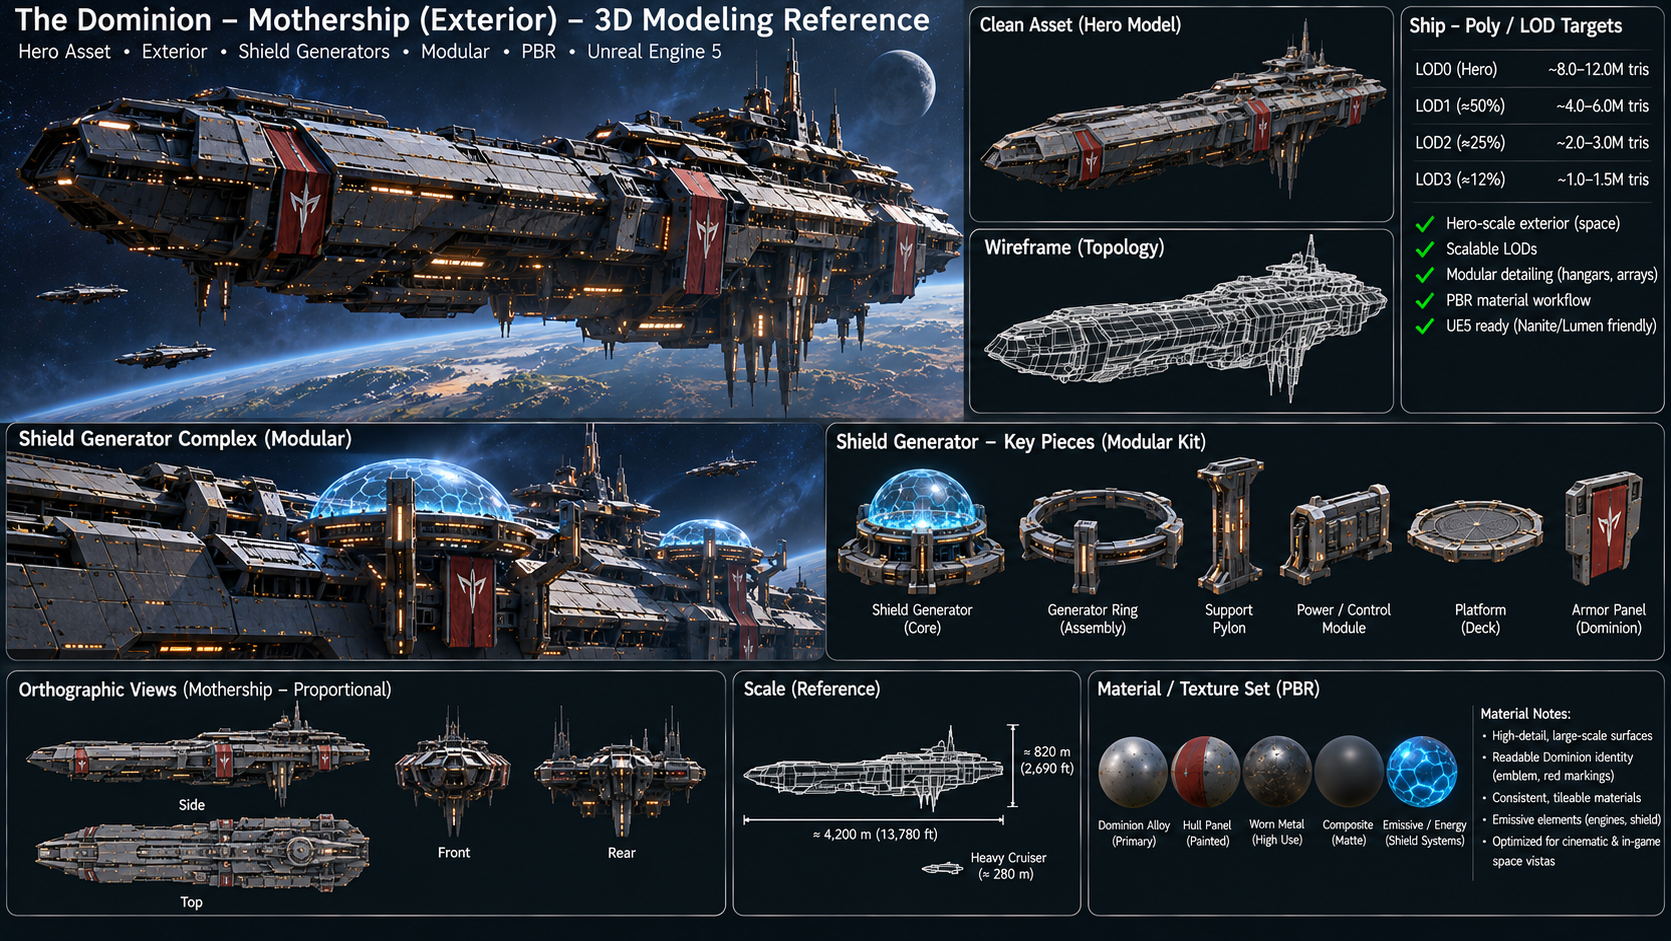 The Dominion – Mothership (Exterior) – 3D Modeling Reference
Hero Asset • Exterior • Shield Generators • Modular • PBR • Unreal Engine 5
Clean Asset (Hero Model)
Wireframe (Topology)
Ship – Poly / LOD Targets
LOD0 (Hero) ~8.0–12.0M tris
LOD1 (≈50%) ~4.0–6.0M tris
LOD2 (≈25%) ~2.0–3.0M tris
LOD3 (≈12%) ~1.0–1.5M tris
Hero-scale exterior (space)
Scalable LODs
Modular detailing (hangars, arrays)
PBR material workflow
UE5 ready (Nanite/Lumen friendly)
Shield Generator Complex (Modular)
Shield Generator – Key Pieces (Modular Kit)
Shield Generator
(Core)
Generator Ring
(Assembly)
Support
Pylon
Power / Control
Module
Platform
(Deck)
Armor Panel
(Dominion)
Orthographic Views (Mothership – Proportional)
Side
Top
Front
Rear
Scale (Reference)
≈ 820 m
(2,690 ft)
≈ 4,200 m (13,780 ft)
Heavy Cruiser
(≈ 280 m)
Material / Texture Set (PBR)
Dominion Alloy
(Primary)
Hull Panel
(Painted)
Worn Metal
(High Use)
Composite
(Matte)
Emissive / Energy
(Shield Systems)
Material Notes:
• High-detail, large-scale surfaces
• Readable Dominion identity
(emblem, red markings)
• Consistent, tileable materials
• Emissive elements (engines, shield)
• Optimized for cinematic & in-game
space vistas